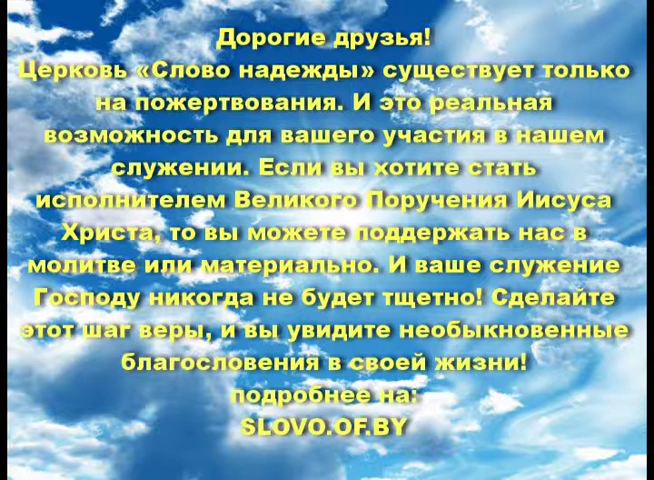 Дорогие друзья!
Церковь «Слово надежды» существует только
на пожертвования. И это реальная
возможность для вашего участия в нашем
служении. Если вы хотите стать
исполнителем Великого Поручения Иисуса
Христа, то вы можете поддержать нас в
молитве или материально. И ваше служение
Господу никогда не будет тщетно! Сделайте
этот шаг веры, и вы увидите необыкновенные
благословения в своей жизни!
подробнее на:
SLOVO.OF.BY